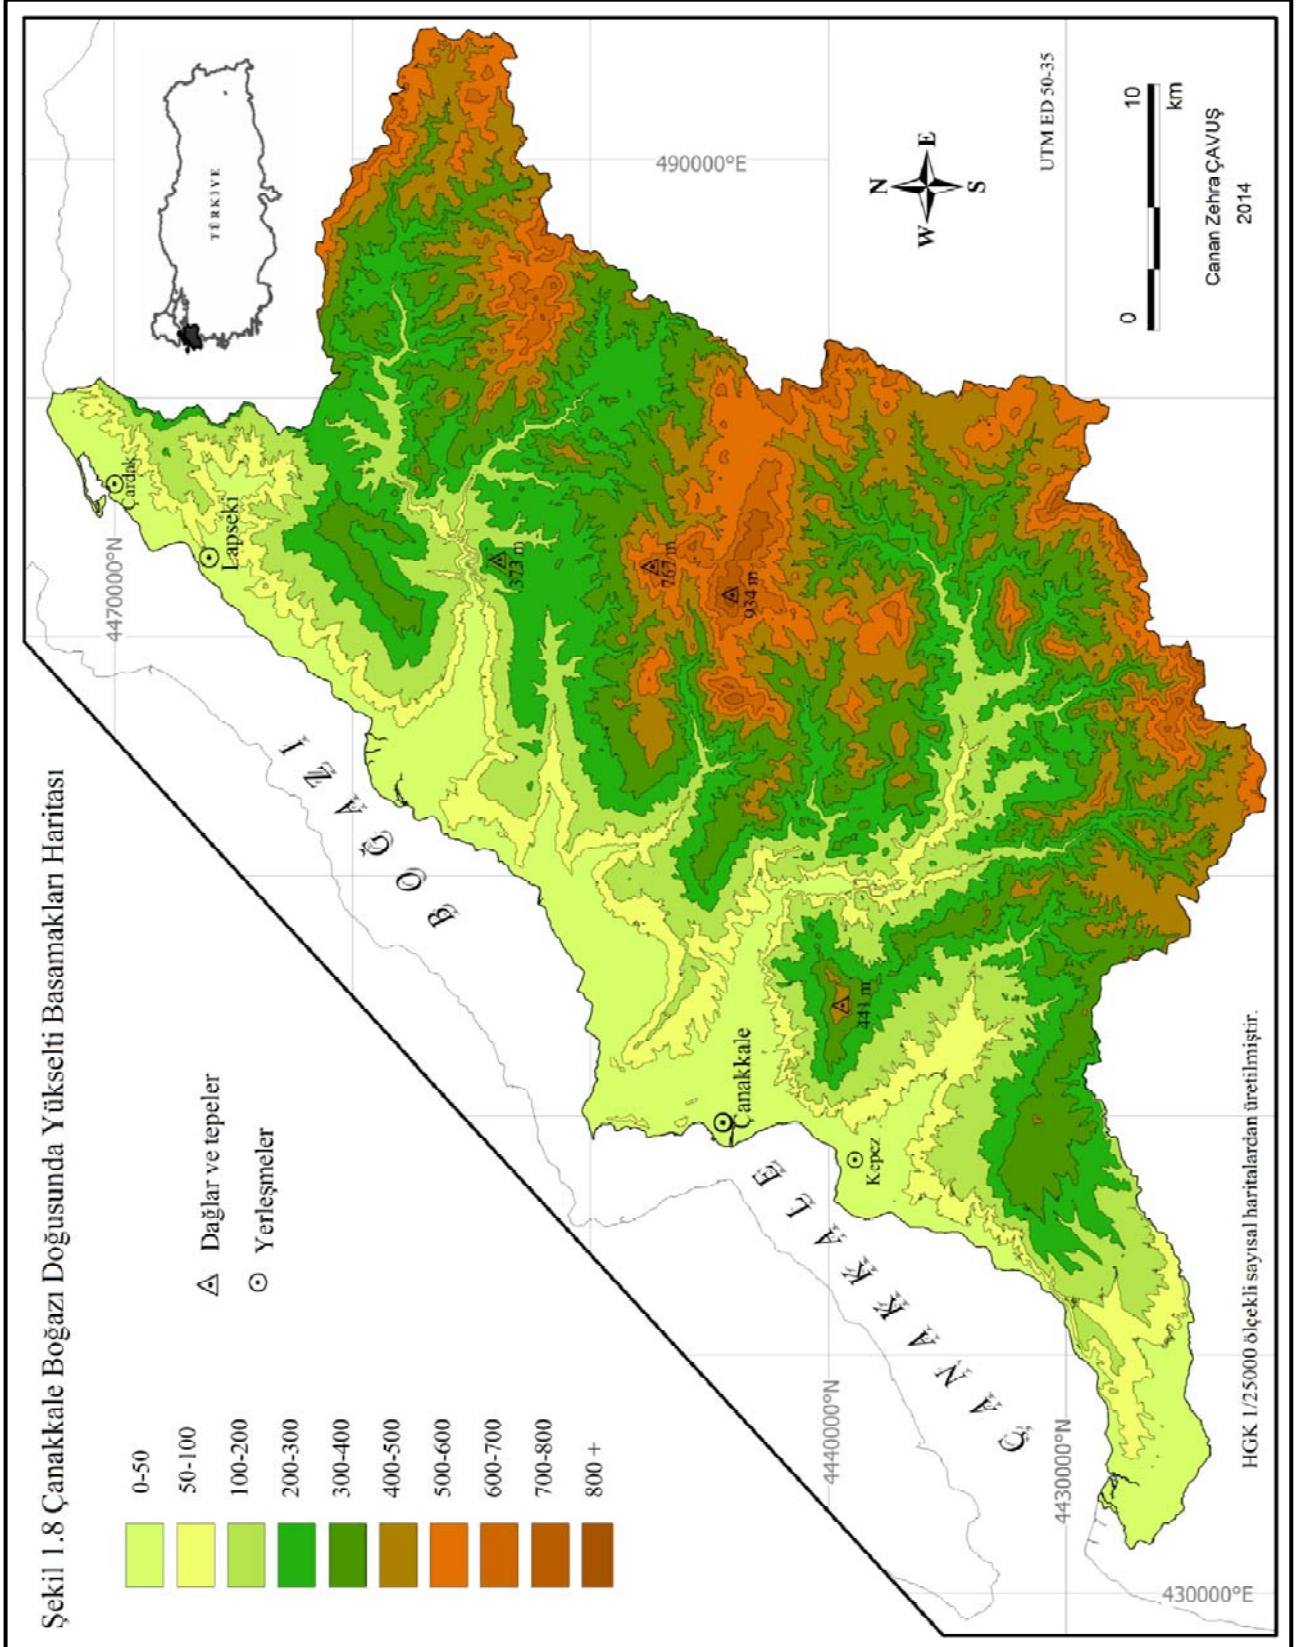 Şekil 1.8 Çanakkale Boğazı Doğusunda Yükselti Basamakları Haritası
0-50
50-100
100-200
200-300
300-400
400-500
500-600
600-700
700-800
800 +
Dağlar ve tepeler
Yerleşmeler
TÜRKİYE
4470000°N
490000°E
4440000°N
4430000°N
430000°E
ÇANAKKALE BOĞAZI
Çardak
Lapseki
373 m
767 m
934 m
Çanakkale
Kepez
441 m
N
W
E
S
UTM ED 50-35
0
10
km
Canan Zehra ÇAVUŞ
2014
HGK 1/25000 ölçekli sayısal haritalardan üretilmiştir.